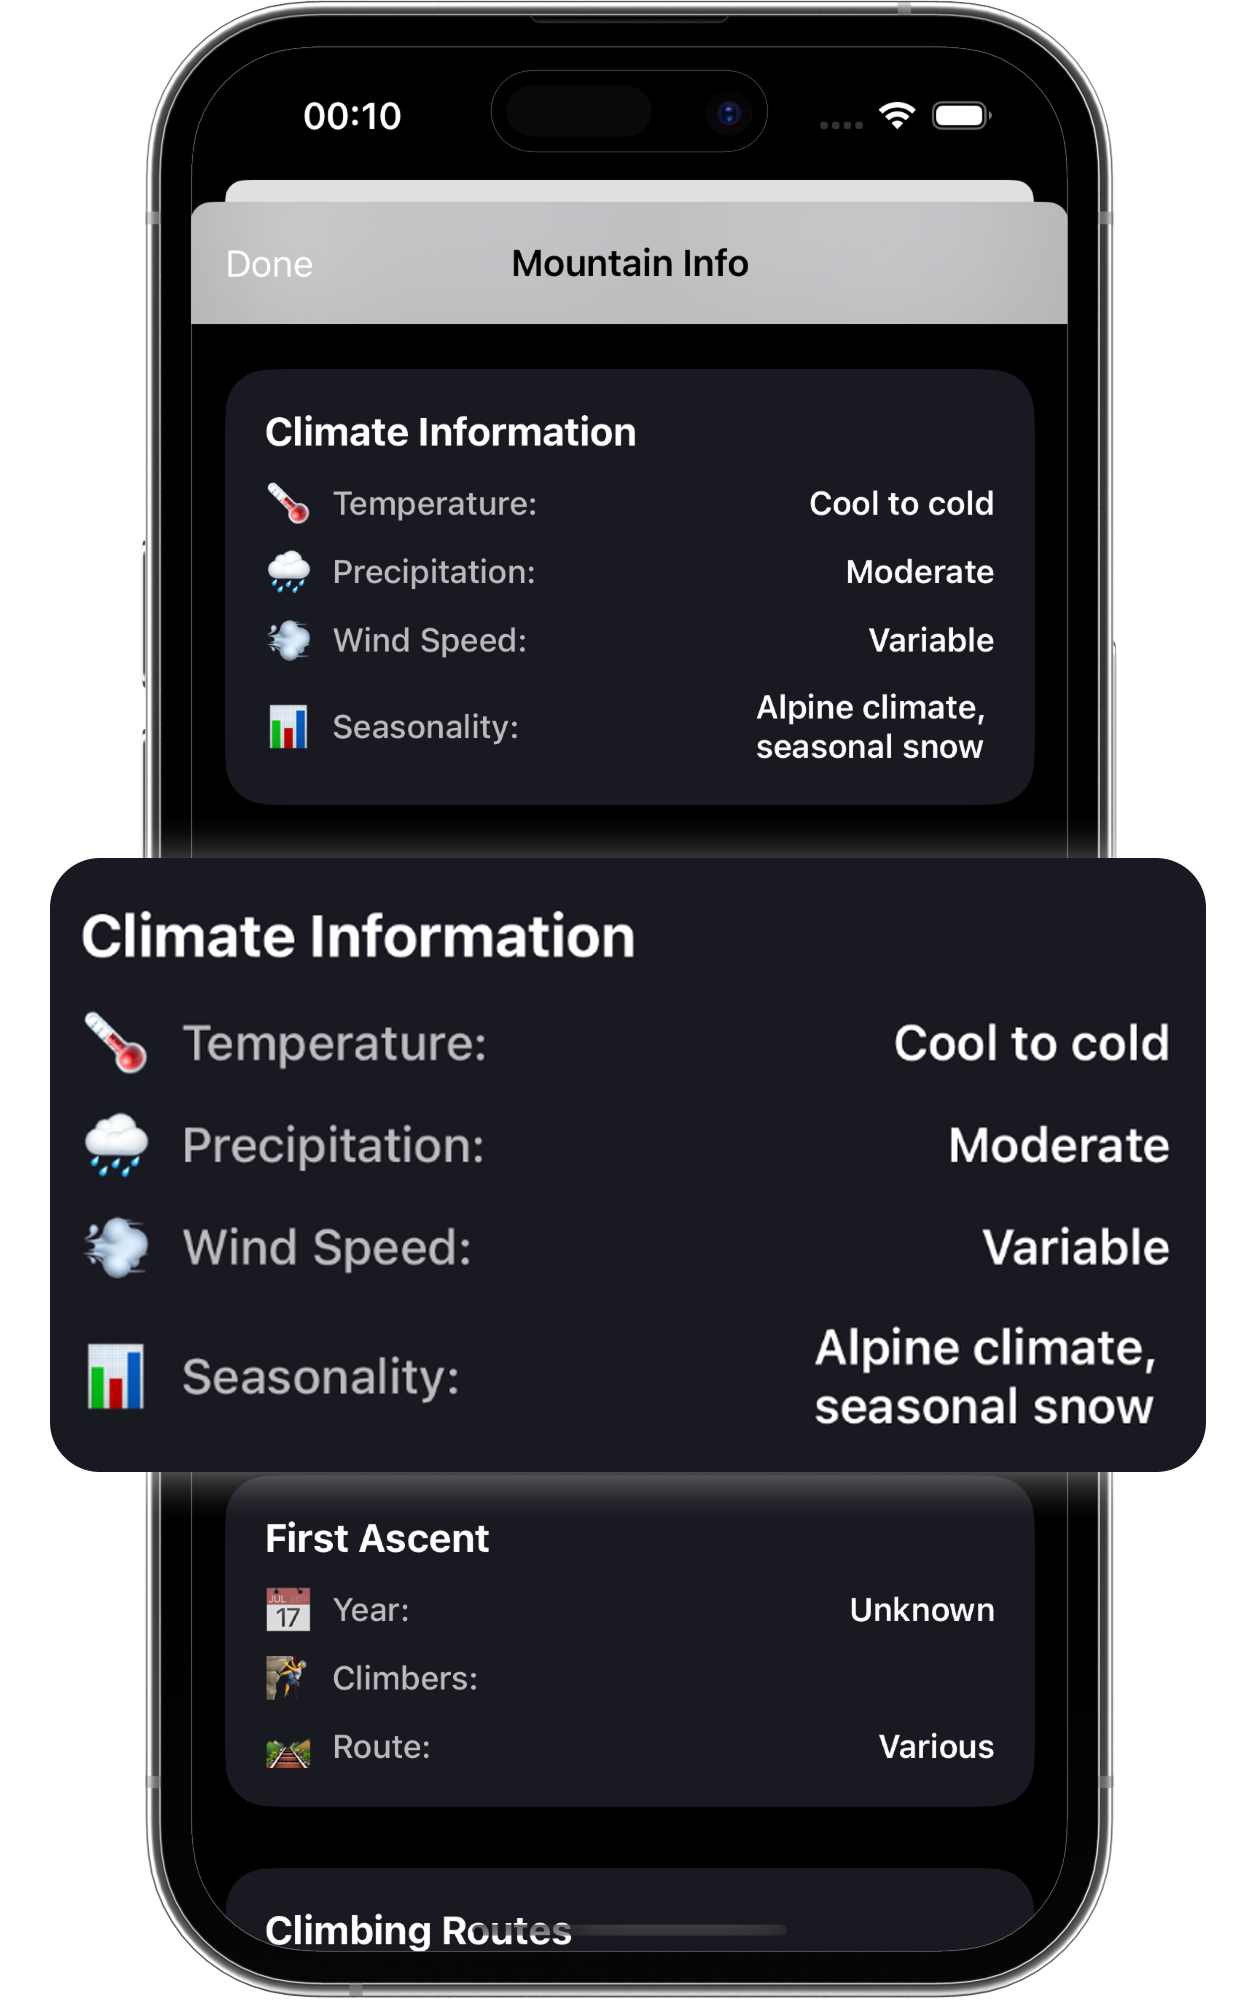 00:10
Done
Mountain Info
Climate Information
Temperature: Cool to cold
Precipitation: Moderate
Wind Speed: Variable
Seasonality: Alpine climate,
seasonal snow
Climate Information
Temperature: Cool to cold
Precipitation: Moderate
Wind Speed: Variable
Seasonality: Alpine climate,
seasonal snow
First Ascent
JUL
17
Year: Unknown
Climbers:
Route: Various
Climbing Routes